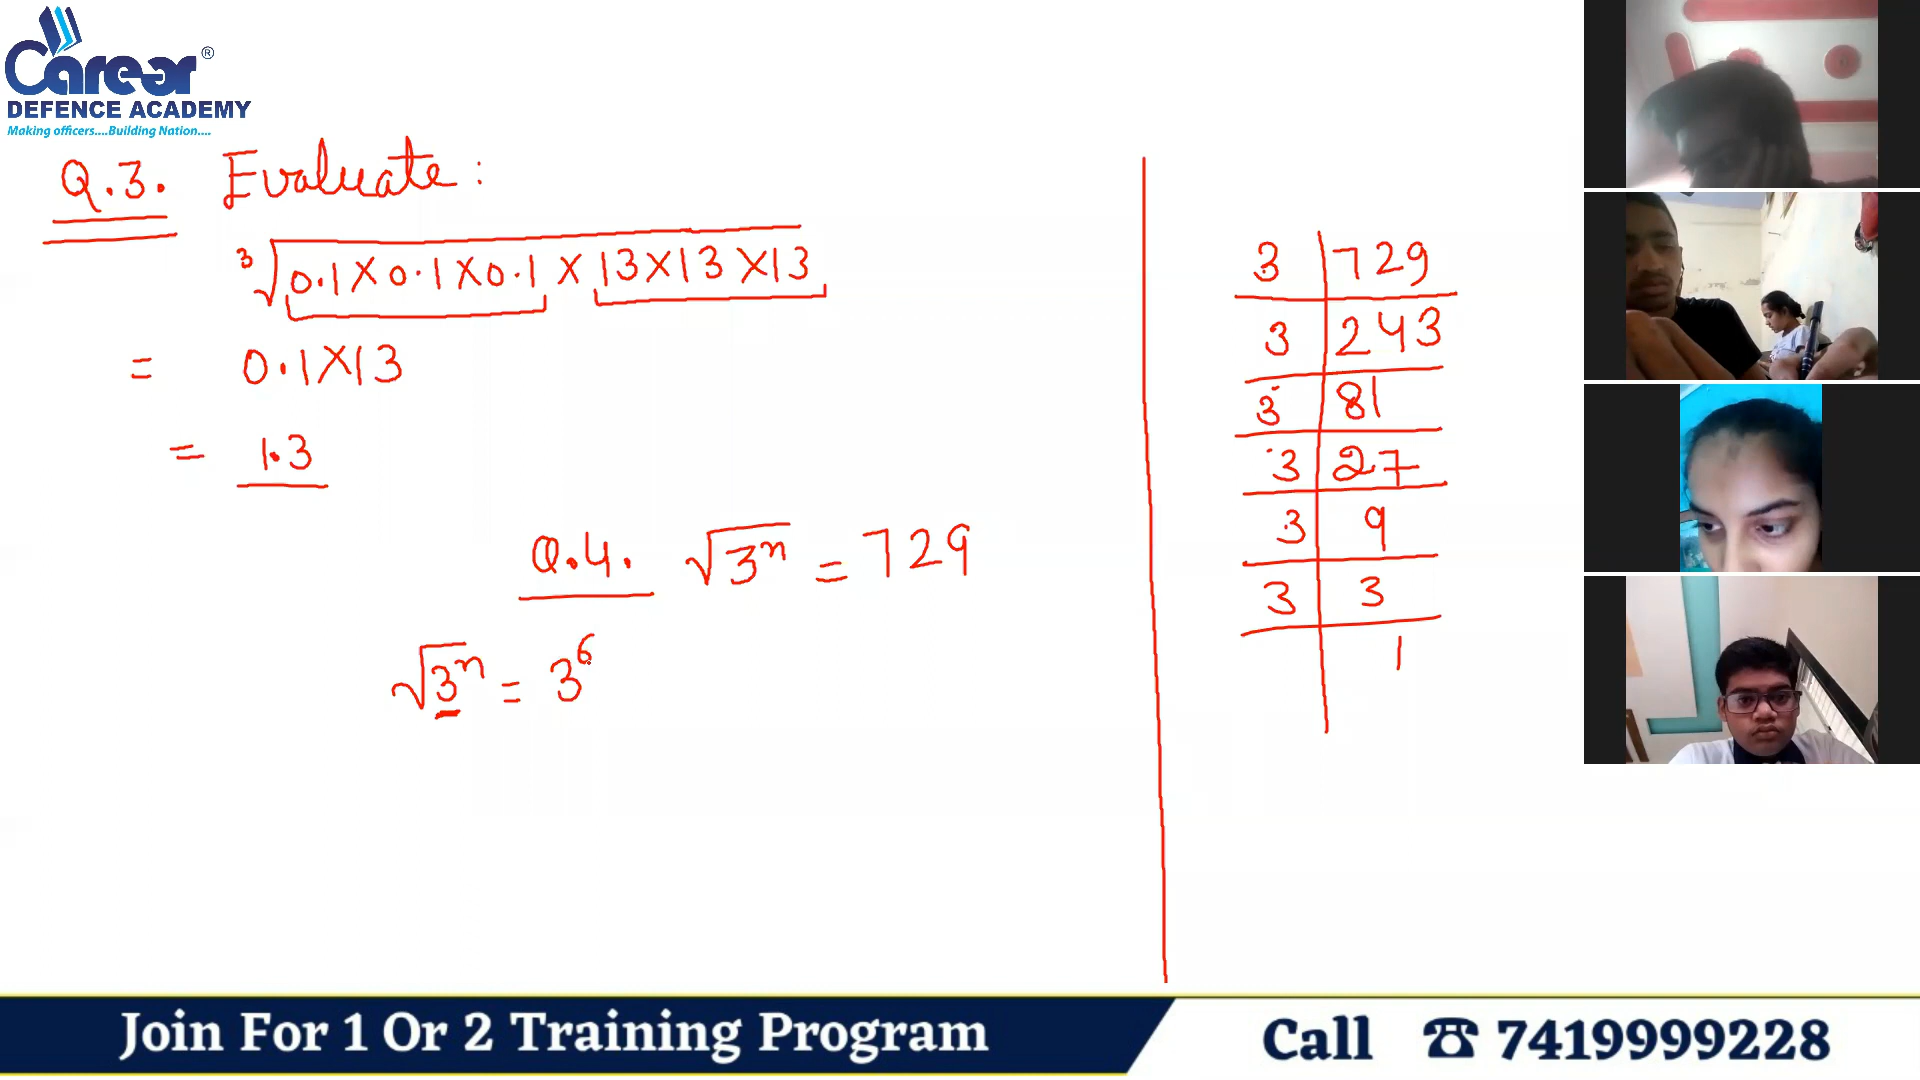 Carear®
DEFENCE ACADEMY
Making officers....Building Nation....
Q.3. Evaluate:
³√0.1×0.1×0.1 × 13×13×13
= 0.1×13
= 1.3
Q.4. √3ⁿ = 729
√3ⁿ = 3⁶
3 | 729
3 | 243
3 | 81
3 | 27
3 | 9
3 | 3
| 1
Join For 1 Or 2 Training Program
Call ☎ 7419999228